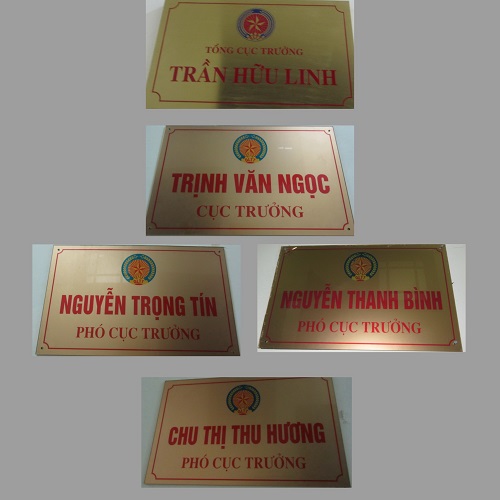 TỔNG CỤC TRƯỞNG
TRẦN HỮU LINH
TRỊNH VĂN NGỌC
CỤC TRƯỞNG
NGUYỄN TRỌNG TÍN
PHÓ CỤC TRƯỞNG
NGUYỄN THANH BÌNH
PHÓ CỤC TRƯỞNG
CHU THỊ THU HƯƠNG
PHÓ CỤC TRƯỞNG